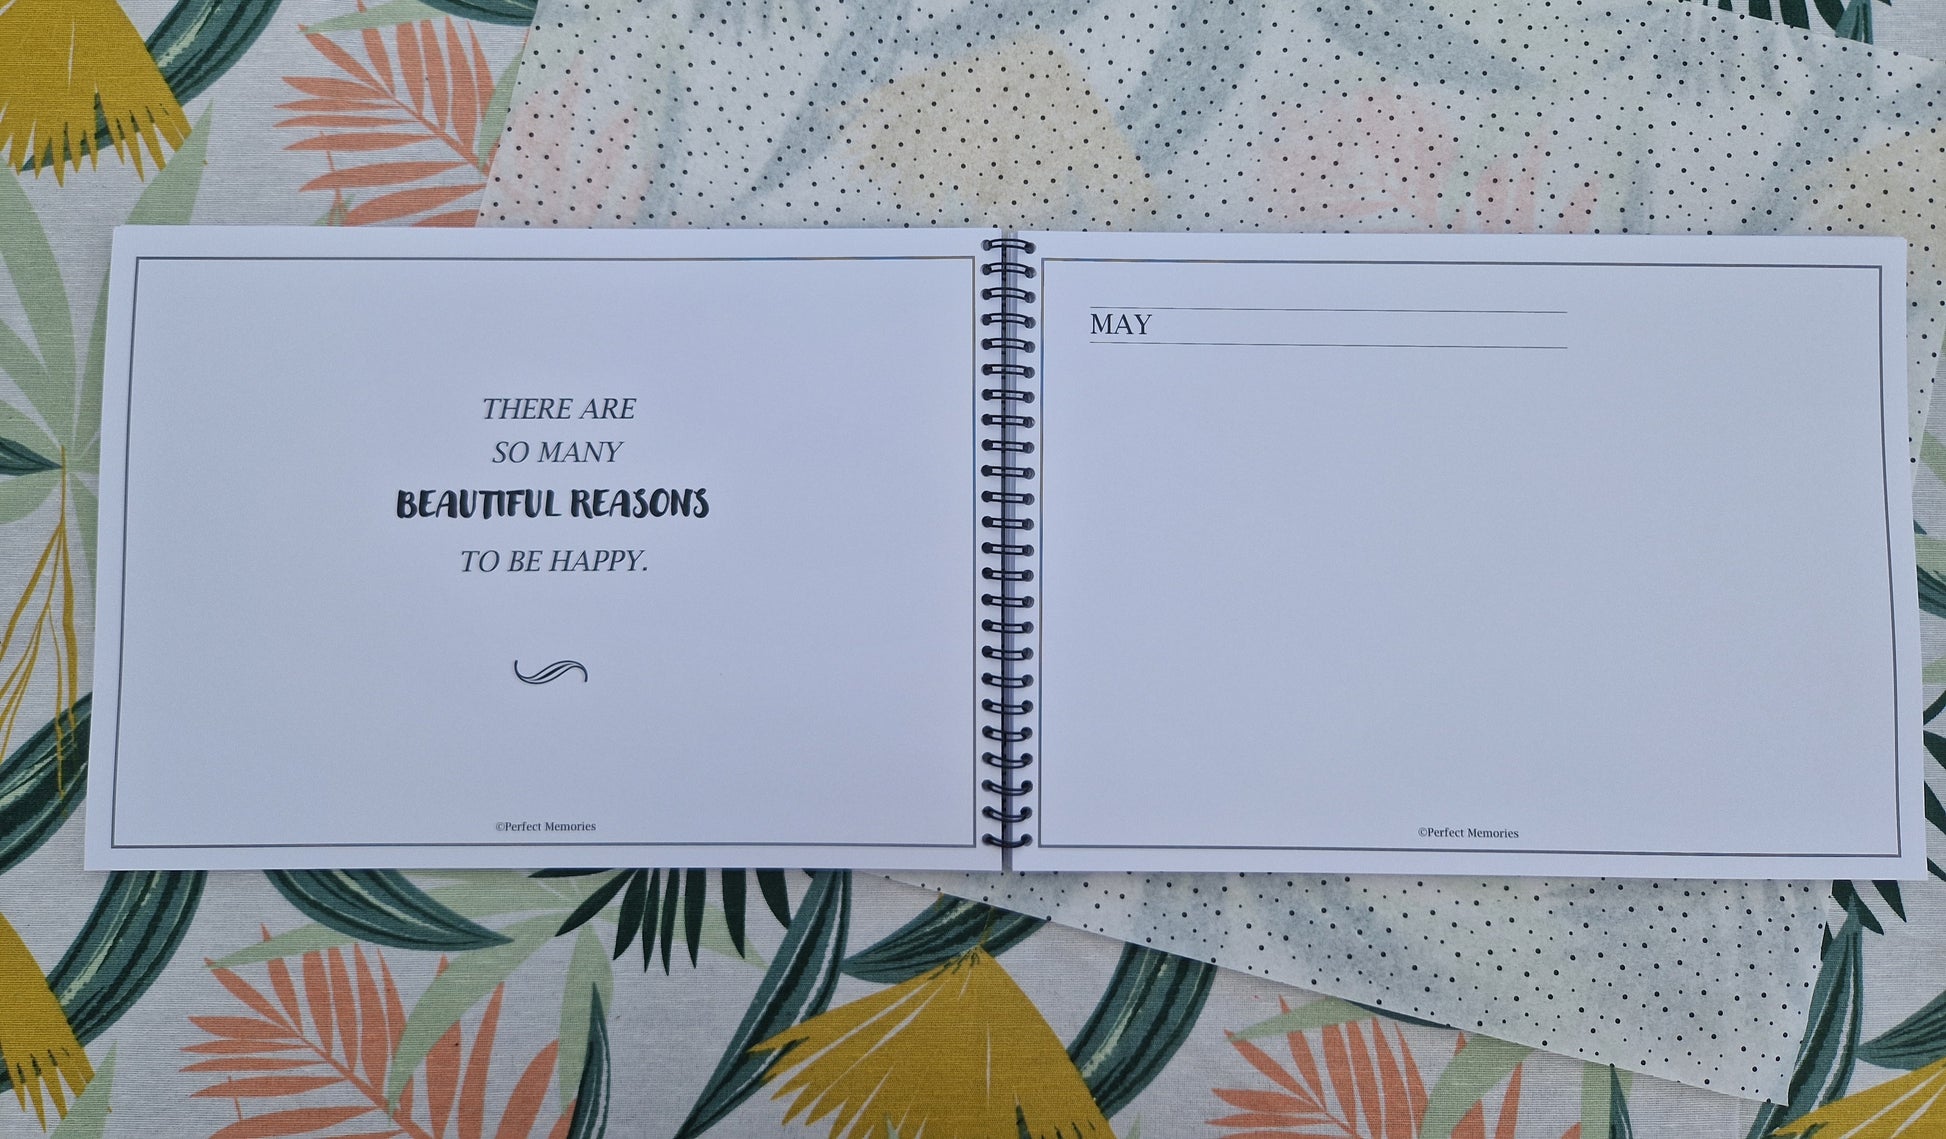 THERE ARE
SO MANY
BEAUTIFUL REASONS
TO BE HAPPY.
©Perfect Memories
MAY
©Perfect Memories